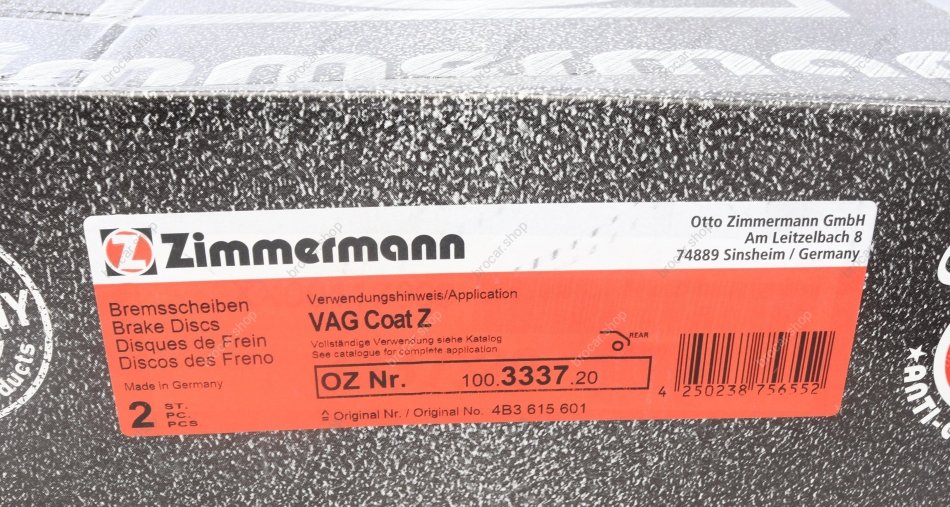 Zimmermann
Otto Zimmermann GmbH
Am Leitzelbach 8
74889 Sinsheim / Germany
Bremsscheiben
Brake Discs
Disques de Frein
Discos des Freno
Made in Germany
2 ST.
PC.
PCS
Verwendungshinweis/Application
VAG Coat Z
Vollständige Verwendung siehe Katalog
See catalogue for complete application
REAR
OZ Nr. 100.3337.20
≙ Original Nr. / Original No. 4B3 615 601
4 250238 756552
brocar.shop